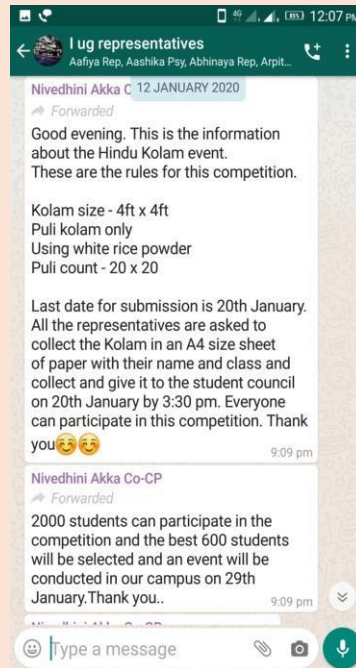 12:07 PM
I ug representatives
Aafiya Rep, Aashika Psy, Abhinaya Rep, Arpit...
12 JANUARY 2020
Nivedhini Akka C
Forwarded
Good evening. This is the information
about the Hindu Kolam event.
These are the rules for this competition.
Kolam size - 4ft x 4ft
Puli kolam only
Using white rice powder
Puli count - 20 x 20
Last date for submission is 20th January.
All the representatives are asked to
collect the Kolam in an A4 size sheet
of paper with their name and class and
collect and give it to the student council
on 20th January by 3:30 pm. Everyone
can participate in this competition. Thank
you☺️☺️
9:09 pm
Nivedhini Akka Co-CP
Forwarded
2000 students can participate in the
competition and the best 600 students
will be selected and an event will be
conducted in our campus on 29th
January.Thank you..
9:09 pm
Type a message